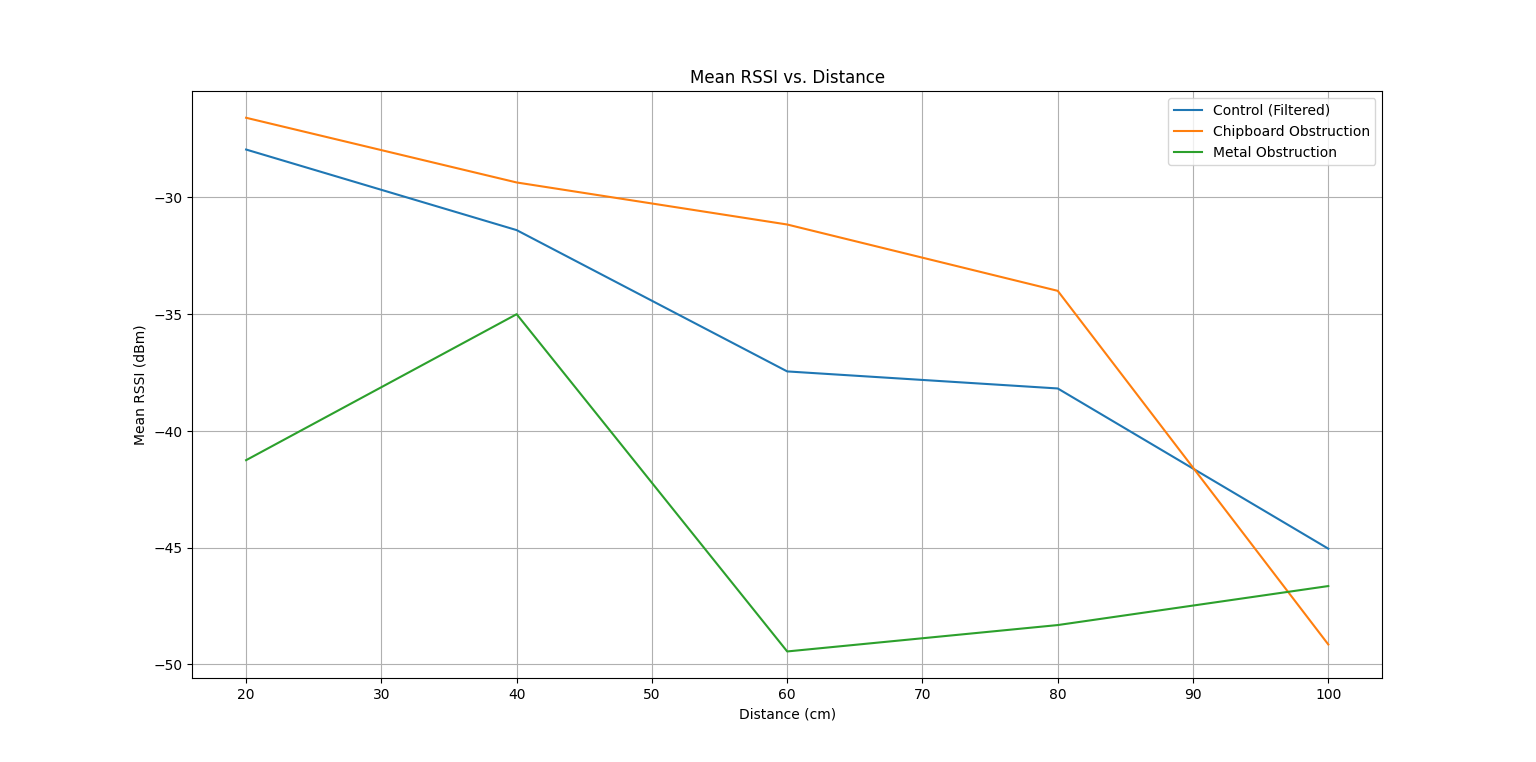 Mean RSSI vs. Distance
Control (Filtered)
Chipboard Obstruction
Metal Obstruction
Mean RSSI (dBm)
−30
−35
−40
−45
−50
20 30 40 50 60 70 80 90 100
Distance (cm)